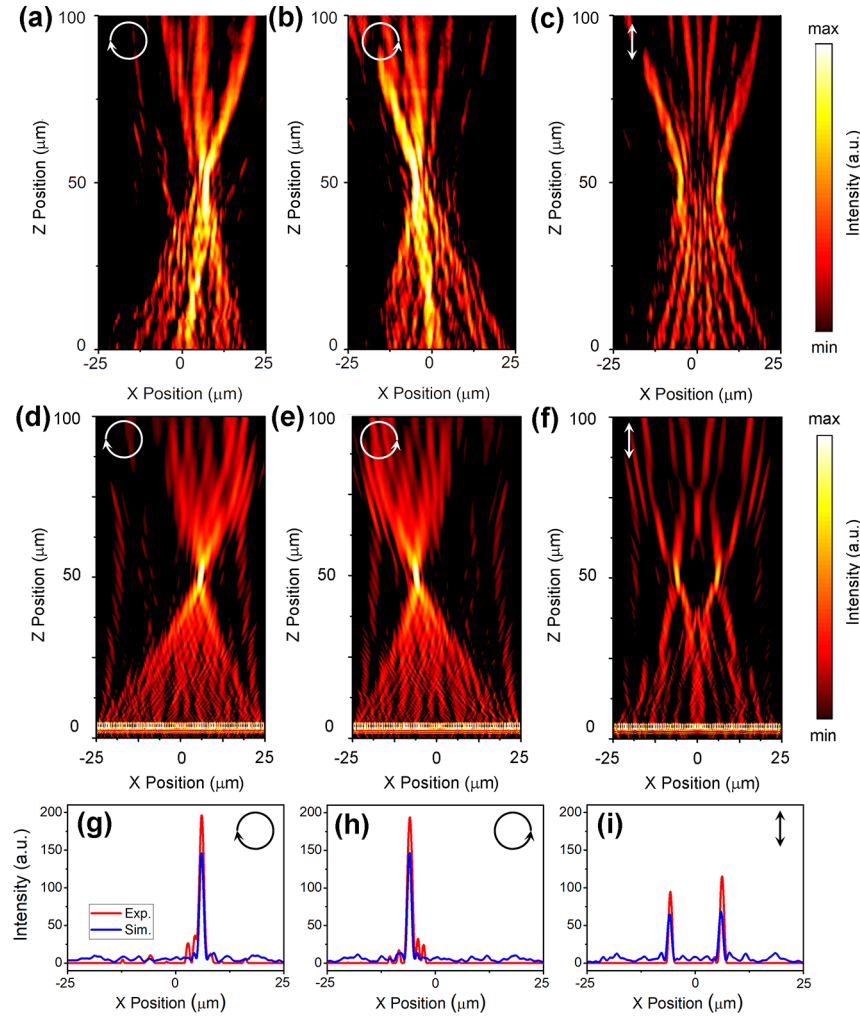 (a)
(b)
(c)
100
50
0
Z Position (μm)
-25
0
25
X Position (μm)
100
50
0
Z Position (μm)
-25
0
25
X Position (μm)
100
50
0
Z Position (μm)
-25
0
25
X Position (μm)
max
Intensity (a.u.)
min
(d)
(e)
(f)
100
50
0
Z Position (μm)
-25
0
25
X Position (μm)
100
50
0
Z Position (μm)
-25
0
25
X Position (μm)
100
50
0
Z Position (μm)
-25
0
25
X Position (μm)
max
Intensity (a.u.)
min
(g)
200
150
100
50
0
Intensity (a.u.)
Exp.
Sim.
-25
0
25
X Position (μm)
(h)
200
150
100
50
0
-25
0
25
X Position (μm)
(i)
200
150
100
50
0
-25
0
25
X Position (μm)